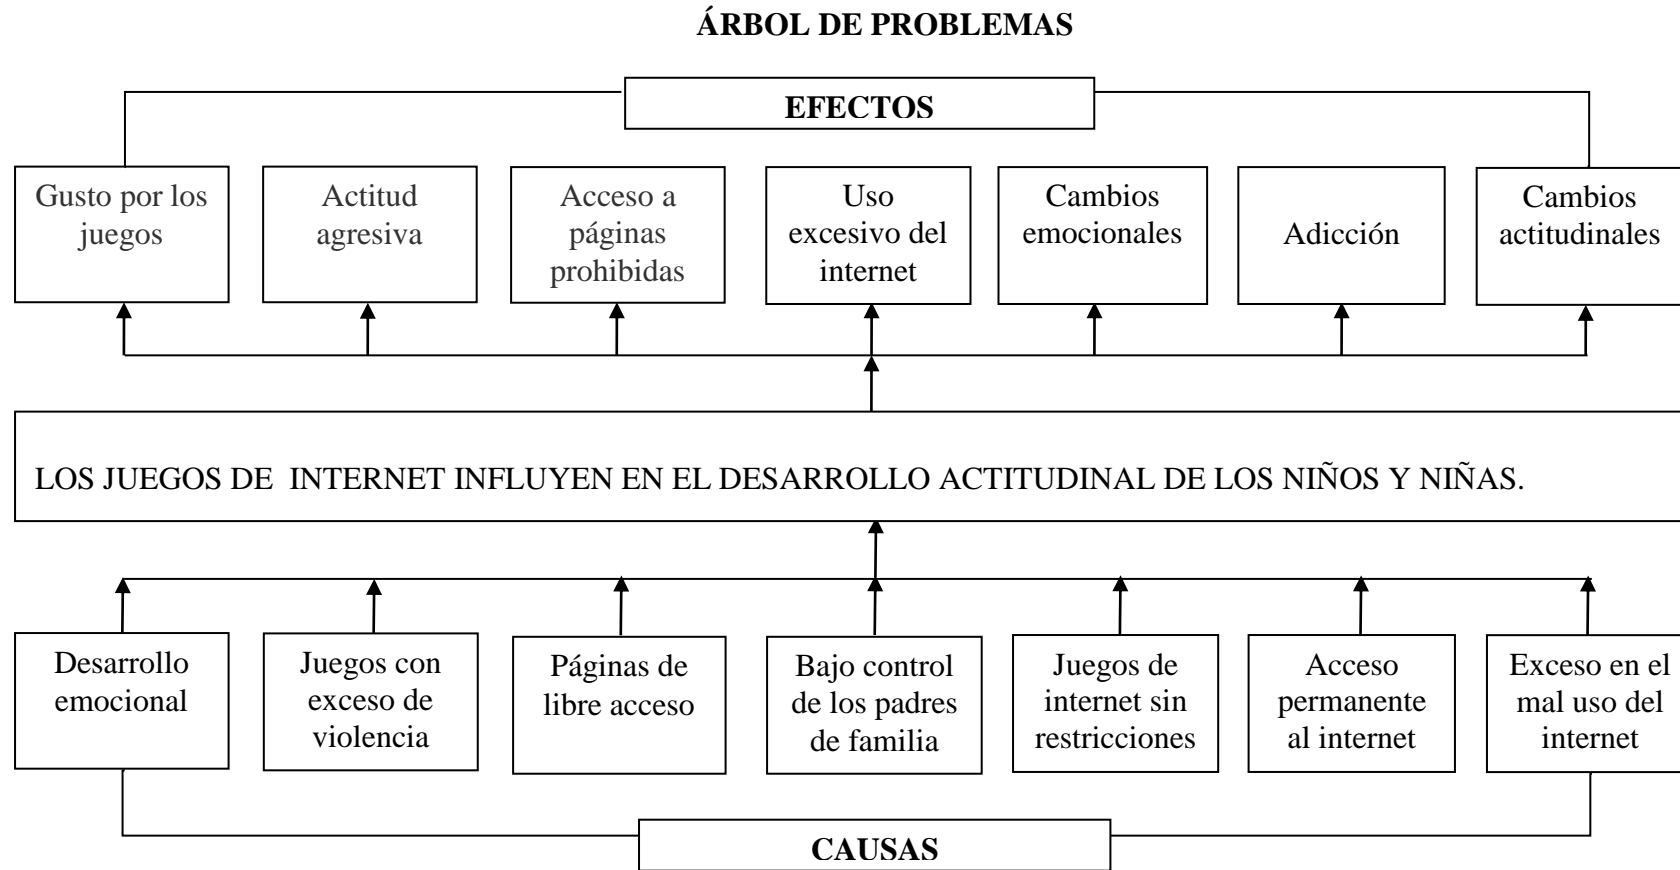 ÁRBOL DE PROBLEMAS
EFECTOS
Gusto por los
juegos
Actitud
agresiva
Acceso a
páginas
prohibidas
Uso
excesivo del
internet
Cambios
emocionales
Adicción
Cambios
actitudinales
LOS JUEGOS DE INTERNET INFLUYEN EN EL DESARROLLO ACTITUDINAL DE LOS NIÑOS Y NIÑAS.
Desarrollo
emocional
Juegos con
exceso de
violencia
Páginas de
libre acceso
Bajo control
de los padres
de familia
Juegos de
internet sin
restricciones
Acceso
permanente
al internet
Exceso en el
mal uso del
internet
CAUSAS